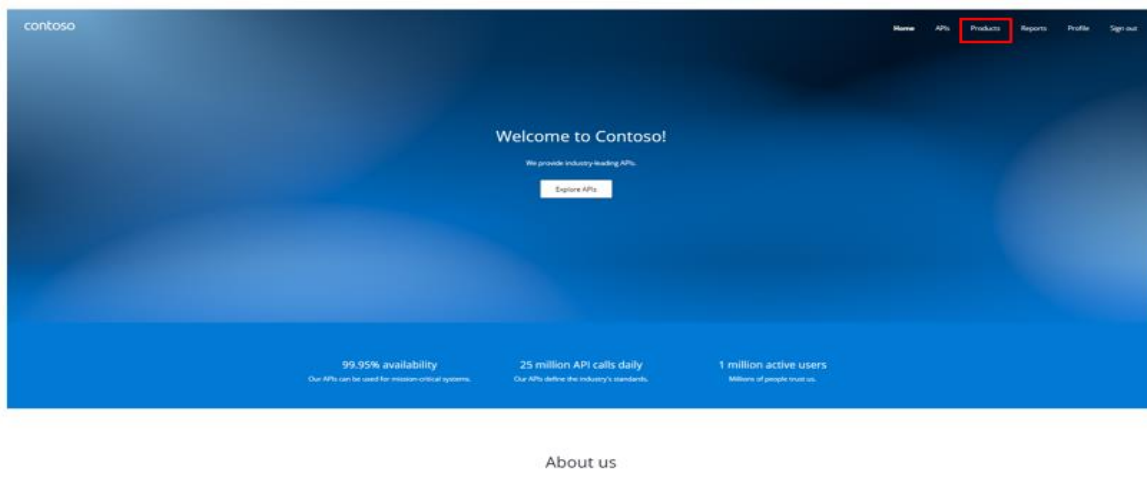 contoso
Home APIs Products Reports Profile Sign out
Welcome to Contoso!
We provide industry-leading APIs.
Explore APIs
99.95% availability 25 million API calls daily 1 million active users
Our APIs can be used for mission-critical systems. Our APIs define the industry's standards. Millions of people trust us.
About us